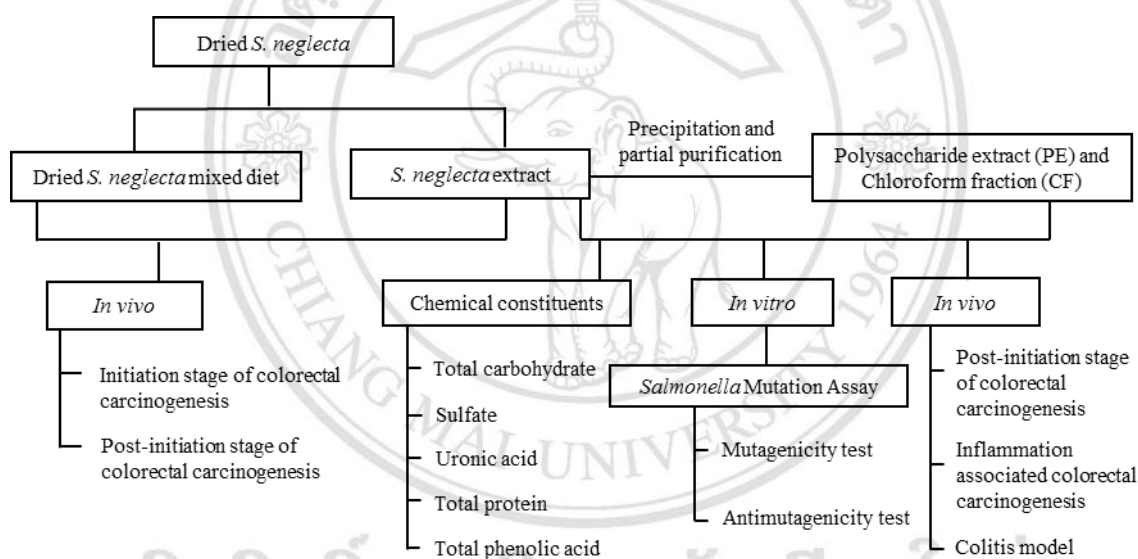 Dried S. neglecta
Precipitation and
partial purification
Dried S. neglecta mixed diet
S. neglecta extract
Polysaccharide extract (PE) and
Chloroform fraction (CF)
In vivo
Initiation stage of colorectal
carcinogenesis
Post-initiation stage of
colorectal carcinogenesis
Chemical constituents
Total carbohydrate
Sulfate
Uronic acid
Total protein
Total phenolic acid
In vitro
Salmonella Mutation Assay
Mutagenicity test
Antimutagenicity test
In vivo
Post-initiation stage
of colorectal
carcinogenesis
Inflammation
associated colorectal
carcinogenesis
Colitis model
CHIANG MAI UNIVERSITY 1964